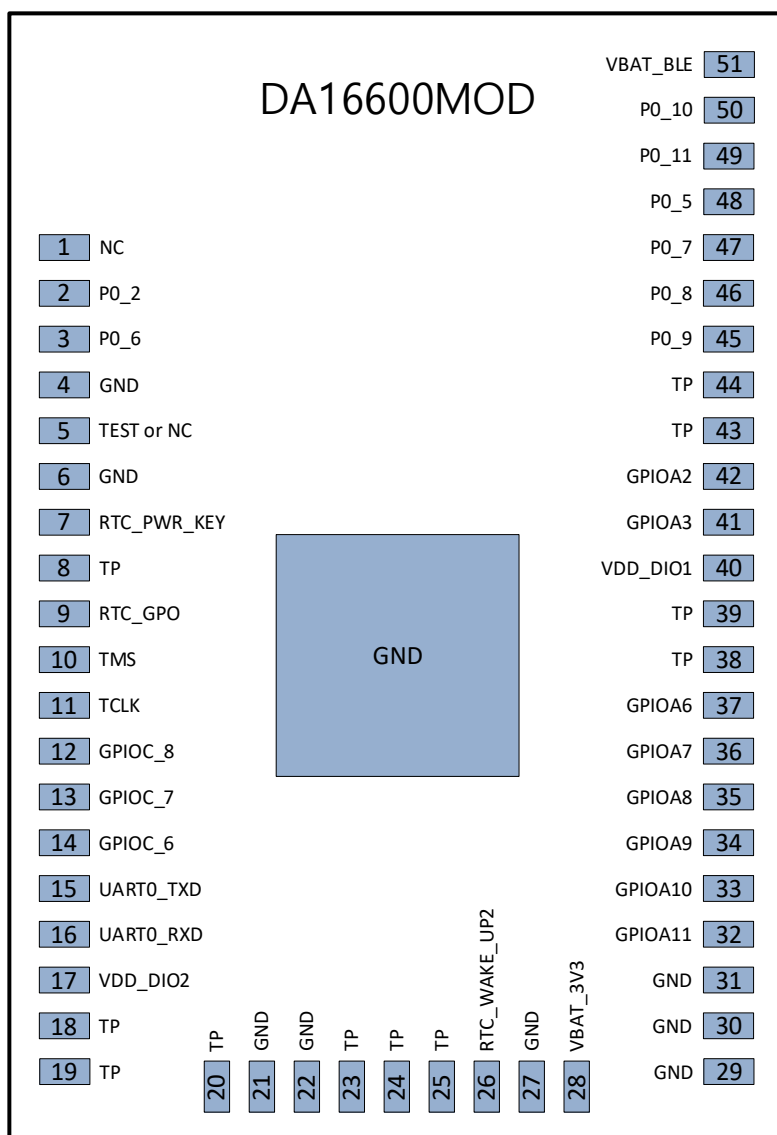 DA16600MOD
VBAT_BLE 51
P0_10 50
P0_11 49
P0_5 48
1 NC
P0_7 47
2 P0_2
P0_8 46
3 P0_6
P0_9 45
4 GND
TP 44
5 TEST or NC
TP 43
6 GND
GPIOA2 42
7 RTC_PWR_KEY
GPIOA3 41
8 TP
VDD_DIO1 40
9 RTC_GPO
TP 39
10 TMS
GND
TP 38
11 TCLK
GPIOA6 37
12 GPIOC_8
GPIOA7 36
13 GPIOC_7
GPIOA8 35
14 GPIOC_6
GPIOA9 34
15 UART0_TXD
GPIOA10 33
16 UART0_RXD
GPIOA11 32
17 VDD_DIO2
GND 31
18 TP
GND 30
19 TP
GND 29
TP 20
GND 21
GND 22
TP 23
TP 24
TP 25
RTC_WAKE_UP2 26
GND 27
VBAT_3V3 28